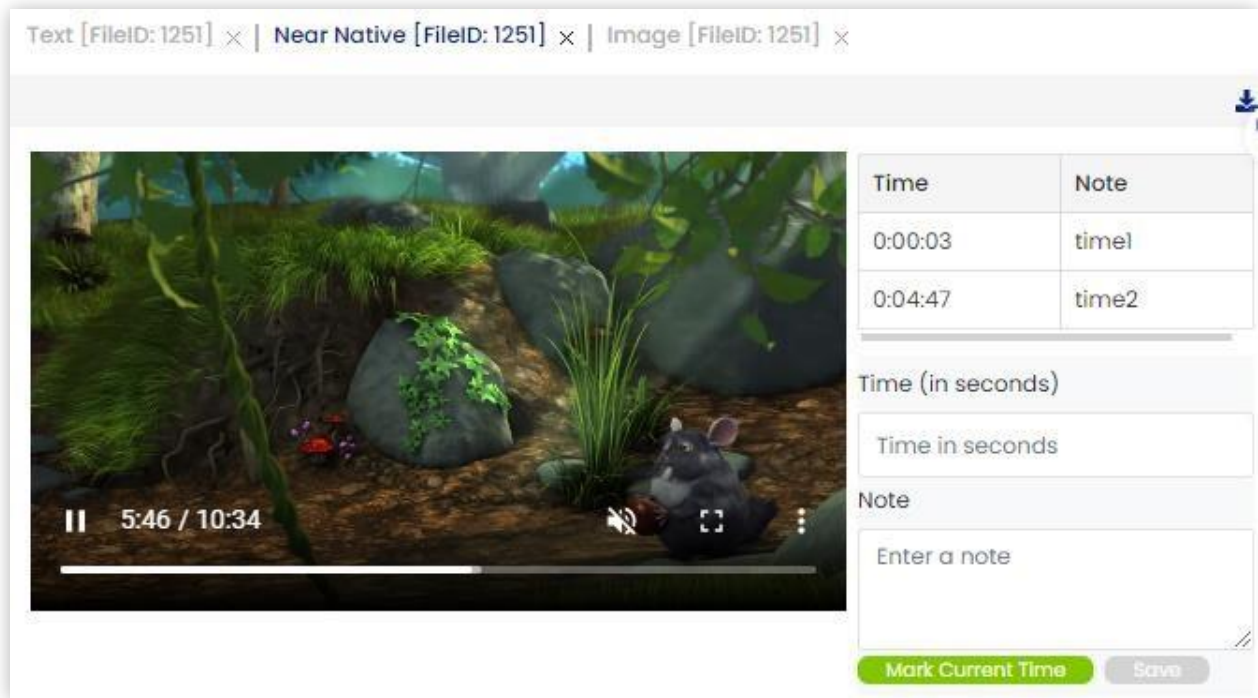 Text [FileID: 1251] × | Near Native [FileID: 1251] × | Image [FileID: 1251] ×
Time Note
0:00:03 time1
0:04:47 time2
Time (in seconds)
Time in seconds
Note
Enter a note
5:46 / 10:34
Mark Current Time Save